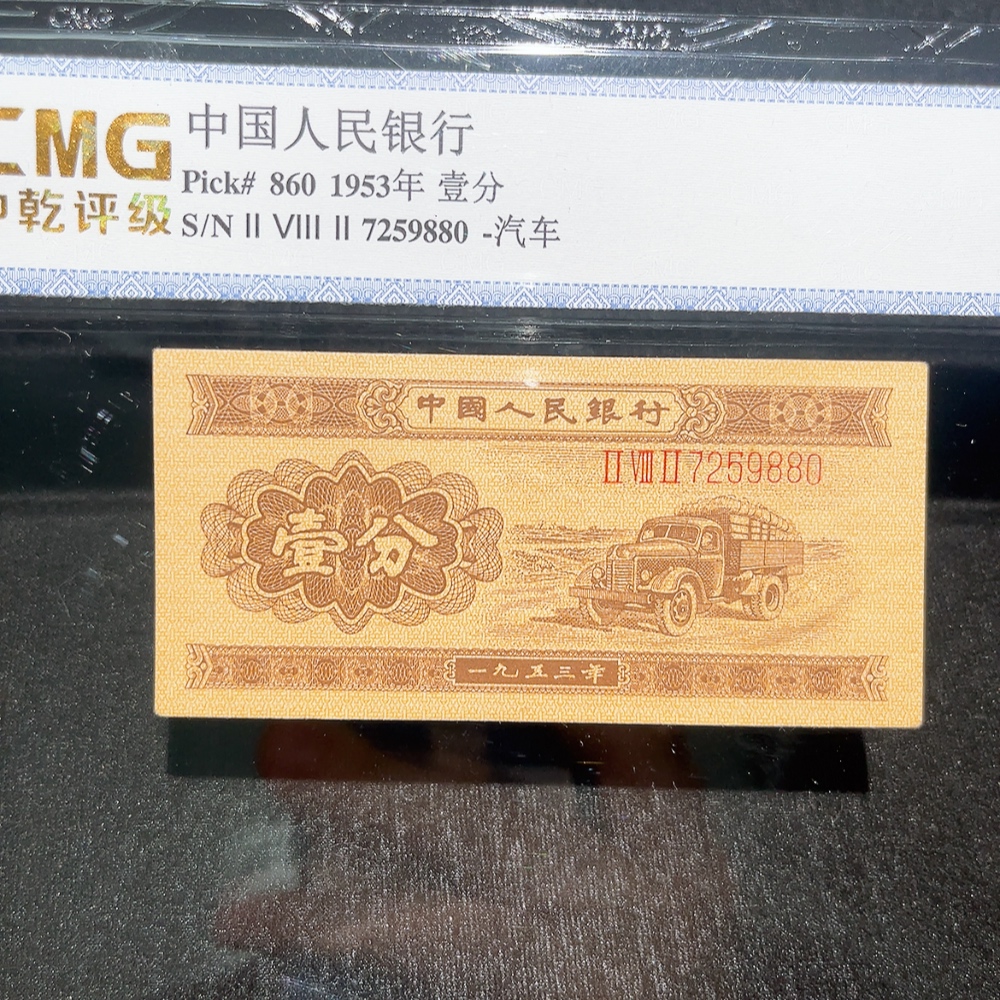 CMG
中国人民银行
Pick# 860 1953年 壹分
中乾评级
S/N II VIII II 7259880 -汽车
中國人民銀行
II VIII II 7259880
壹分
一九五三年